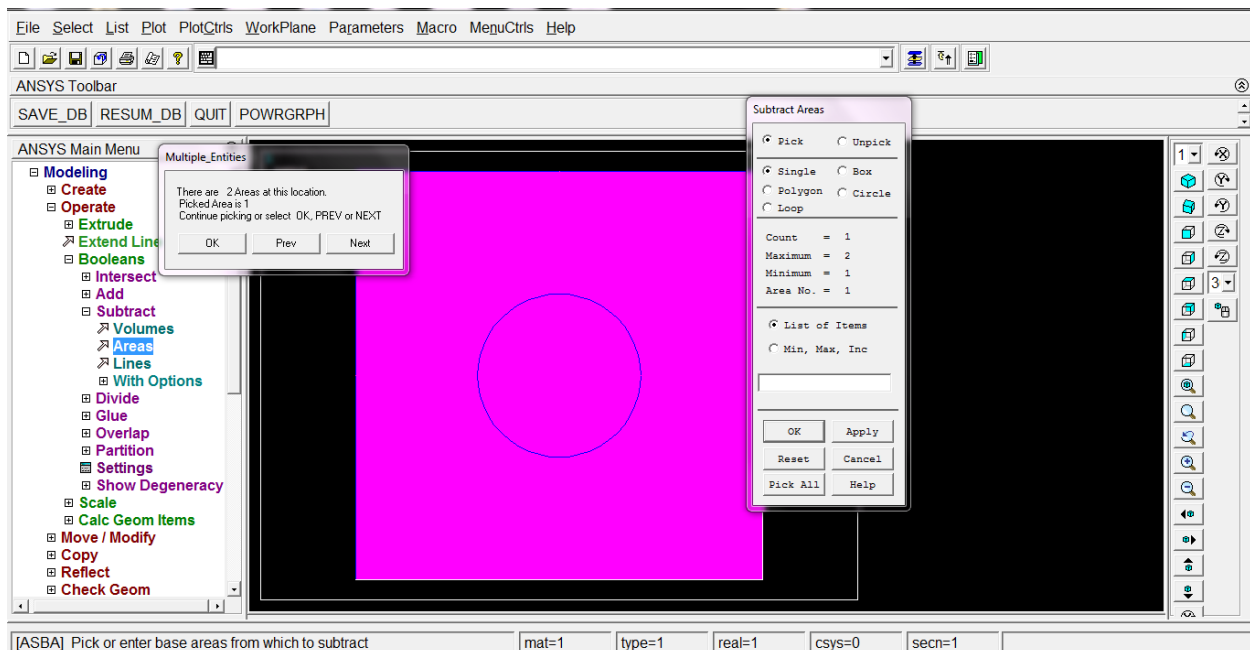 File Select List Plot PlotCtrls WorkPlane Parameters Macro MenuCtrls Help
ANSYS Toolbar
SAVE_DB RESUM_DB QUIT POWRGRPH
ANSYS Main Menu
Modeling
Create
Operate
Extrude
Extend Line
Booleans
Intersect
Add
Subtract
Volumes
Areas
Lines
With Options
Divide
Glue
Overlap
Partition
Settings
Show Degeneracy
Scale
Calc Geom Items
Move / Modify
Copy
Reflect
Check Geom
Multiple_Entities
There are 2 Areas at this location.
Picked Area is 1
Continue picking or select OK, PREV or NEXT
OK Prev Next
Subtract Areas
Pick Unpick
Single Box
Polygon Circle
Loop
Count = 1
Maximum = 2
Minimum = 1
Area No. = 1
List of Items
Min, Max, Inc
OK Apply
Reset Cancel
Pick All Help
1
3
[ASBA] Pick or enter base areas from which to subtract mat=1 type=1 real=1 csys=0 secn=1